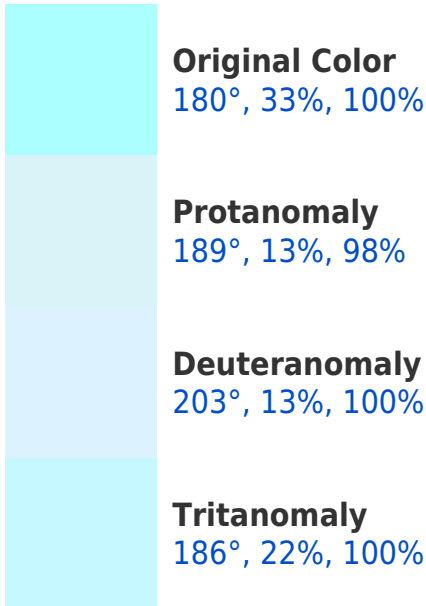 Original Color
180°, 33%, 100%
Protanomaly
189°, 13%, 98%
Deuteranomaly
203°, 13%, 100%
Tritanomaly
186°, 22%, 100%